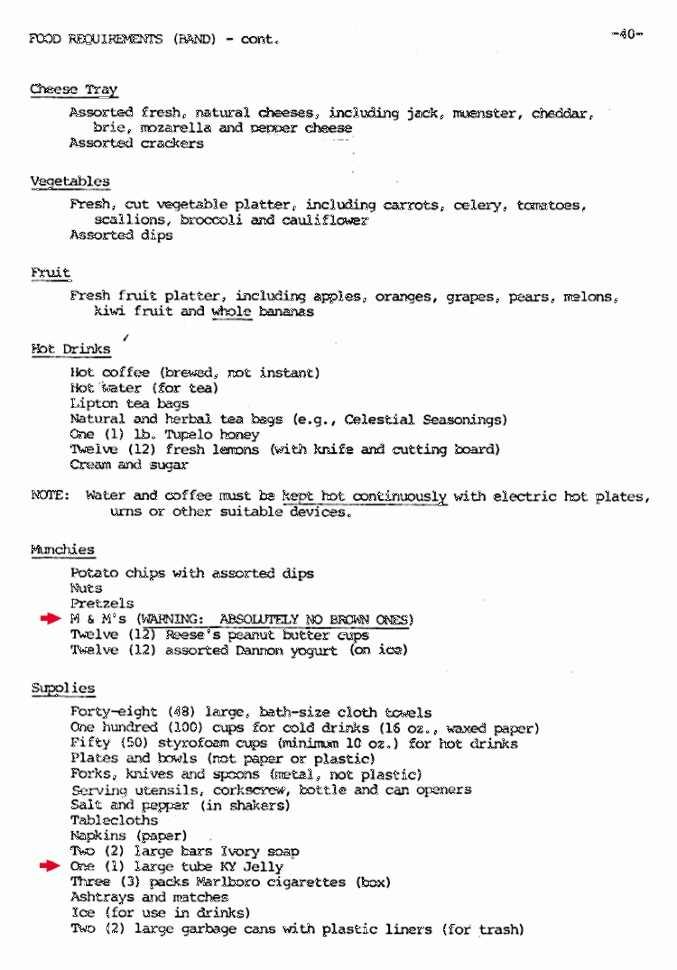 FOOD REQUIREMENTS (BAND) - cont.
-40-
Cheese Tray
Assorted fresh, natural cheeses, including jack, muenster, cheddar,
brie, mozarella and pepper cheese
Assorted crackers
Vegetables
Fresh, cut vegetable platter, including carrots, celery, tomatoes,
scallions, broccoli and cauliflower
Assorted dips
Fruit
Fresh fruit platter, including apples, oranges, grapes, pears, melons,
kiwi fruit and whole bananas
Hot Drinks
Hot coffee (brewed, not instant)
Hot water (for tea)
Lipton tea bags
Natural and herbal tea bags (e.g., Celestial Seasonings)
One (1) lb. Tupelo honey
Twelve (12) fresh lemons (with knife and cutting board)
Cream and sugar
NOTE: Water and coffee must be kept hot continuously with electric hot plates,
urns or other suitable devices.
Munchies
Potato chips with assorted dips
Nuts
Pretzels
M & M's (WARNING: ABSOLUTELY NO BROWN ONES)
Twelve (12) Reese's peanut butter cups
Twelve (12) assorted Dannon yogurt (on ice)
Supplies
Forty-eight (48) large, bath-size cloth towels
One hundred (100) cups for cold drinks (16 oz., waxed paper)
Fifty (50) styrofoam cups (minimum 10 oz.) for hot drinks
Plates and bowls (not paper or plastic)
Forks, knives and spoons (metal, not plastic)
Serving utensils, corkscrew, bottle and can openers
Salt and pepper (in shakers)
Tablecloths
Napkins (paper)
Two (2) large bars Ivory soap
One (1) large tube KY Jelly
Three (3) packs Marlboro cigarettes (box)
Ashtrays and matches
Ice (for use in drinks)
Two (2) large garbage cans with plastic liners (for trash)